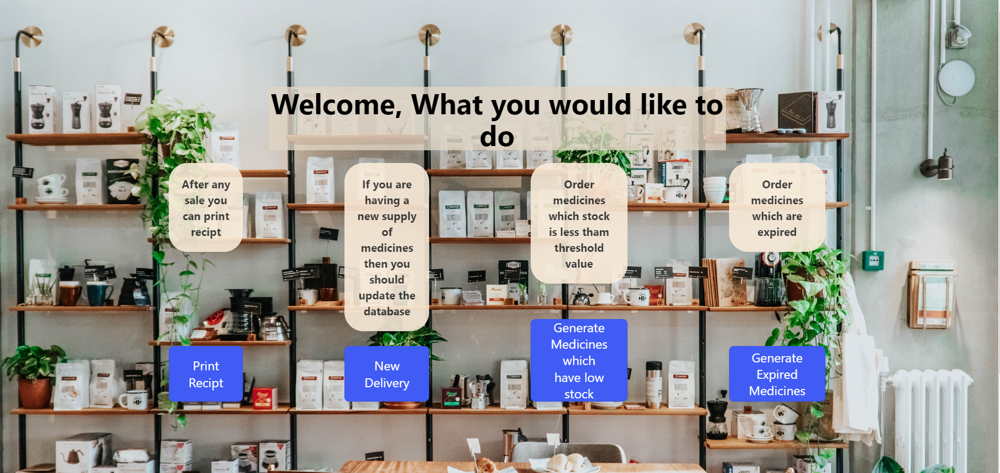 Welcome, What you would like to
do
After any
sale you
can print
recipt
If you are
having a
new supply
of
medicines
then you
should
update the
database
Order
medicines
which stock
is less tham
threshold
value
Order
medicines
which are
expired
Print
Recipt
New
Delivery
Generate
Medicines
which
have low
stock
Generate
Expired
Medicines